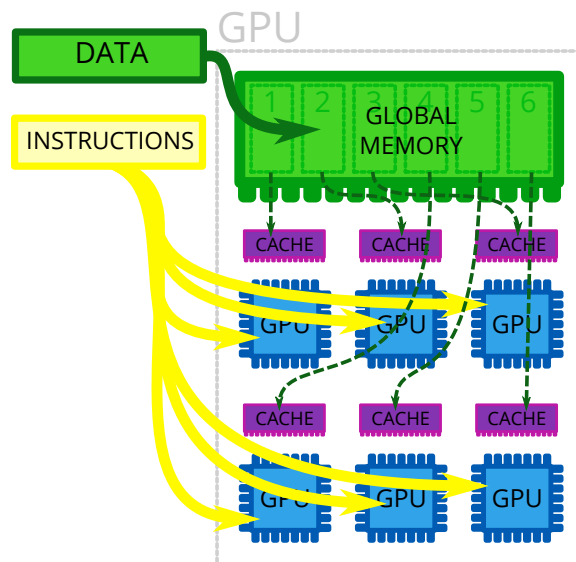 GPU
DATA
1 2 3 4 5 6
GLOBAL
MEMORY
INSTRUCTIONS
CACHE CACHE CACHE
GPU GPU GPU
CACHE CACHE CACHE
GPU GPU GPU